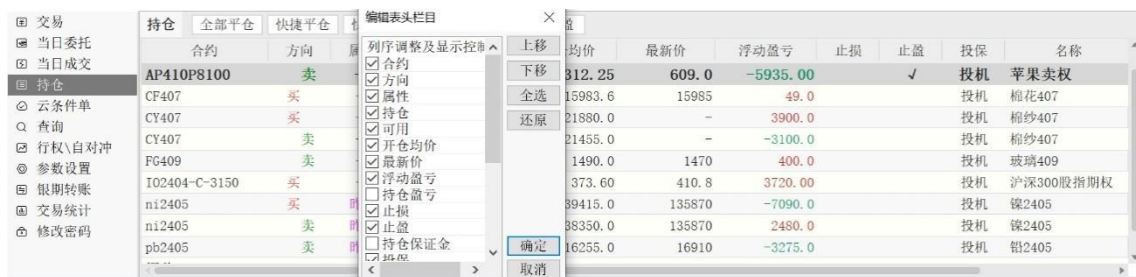 交易
当日委托
当日成交
持仓
云条件单
查询
行权\自对冲
参数设置
银期转账
交易统计
修改密码
持仓 全部平仓 快捷平仓
合约 方向 均价 最新价 浮动盈亏 止损 止盈 投保 名称
AP410P8100 卖 312.25 609.0 -5935.00 √ 投机 苹果卖权
CF407 买 15983.6 15985 49.0 投机 棉花407
CY407 买 21880.0 - 3900.0 投机 棉纱407
CY407 卖 21455.0 - -3100.0 投机 棉纱407
FG409 卖 1490.0 1470 400.0 投机 玻璃409
IO2404-C-3150 买 373.60 410.8 3720.00 投机 沪深300股指期权
ni2405 买 39415.0 135870 -7090.0 投机 镍2405
ni2405 卖 38350.0 135870 2480.0 投机 镍2405
pb2405 卖 16255.0 16910 -3275.0 投机 铅2405
编辑表头栏目
列序调整及显示控制
合约
方向
属性
持仓
可用
开仓均价
最新价
浮动盈亏
持仓盈亏
止损
止盈
持仓保证金
投保
上移
下移
全选
还原
确定
取消